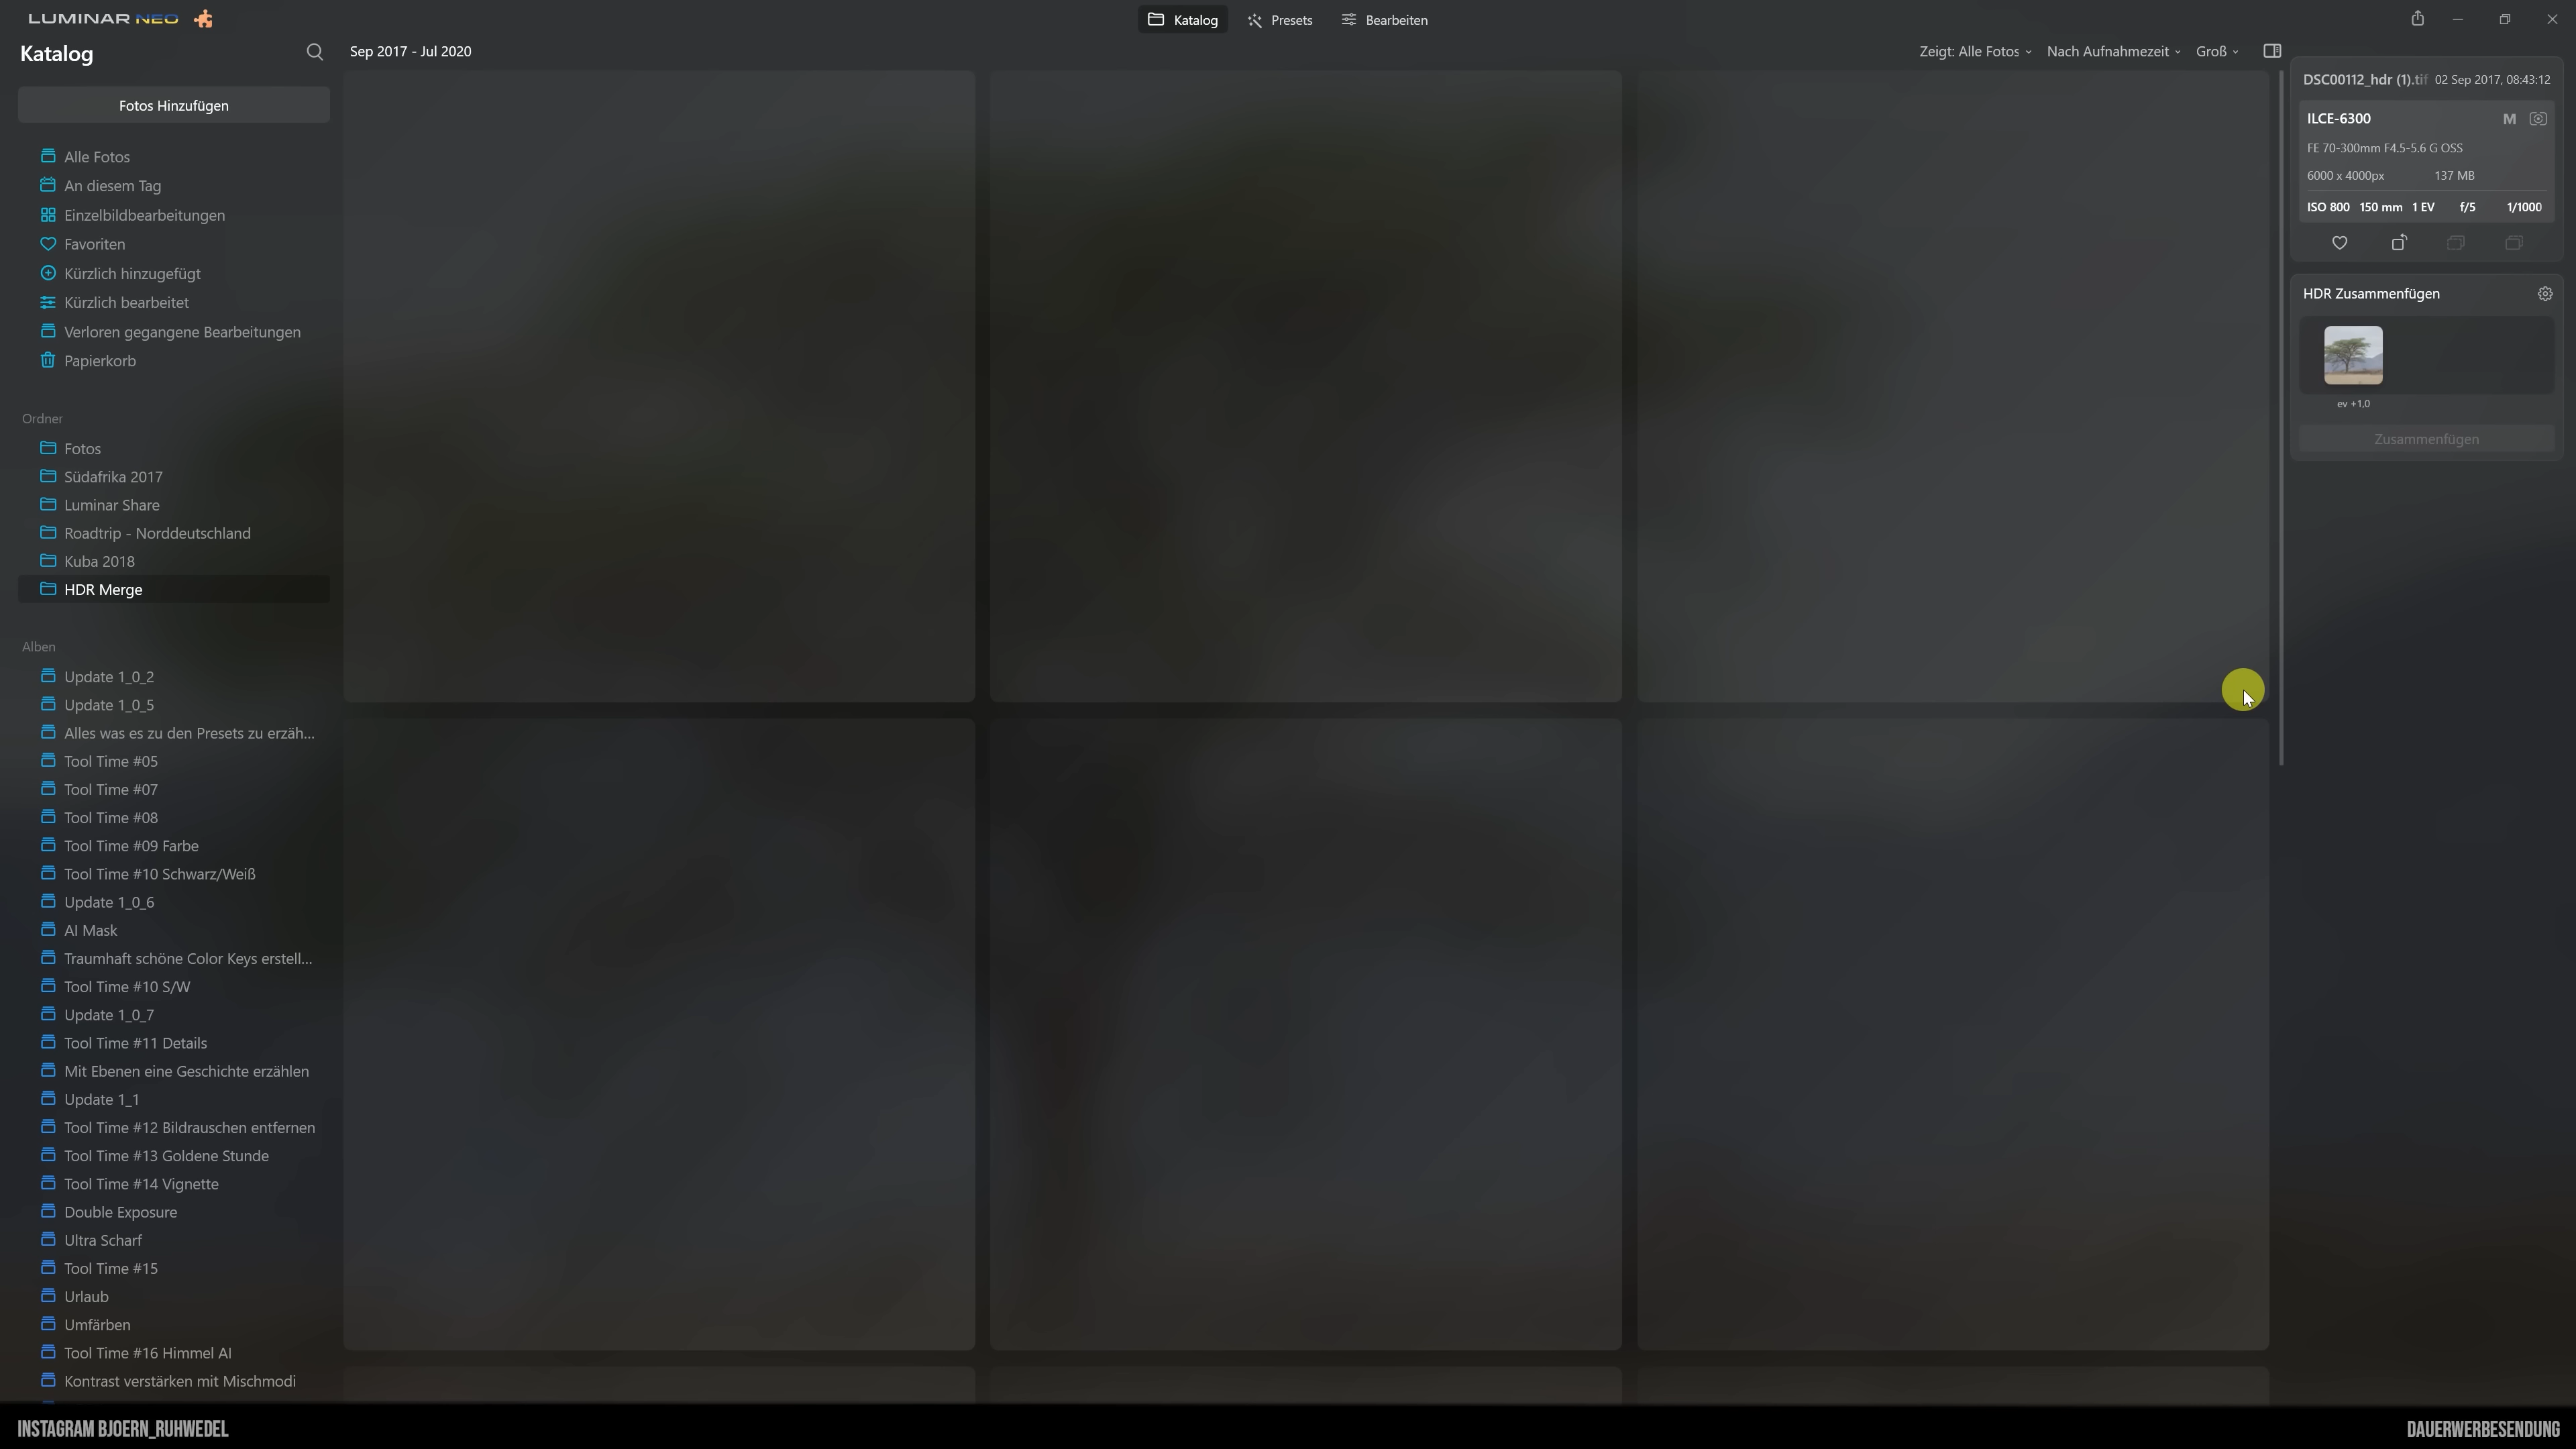 LUMINAR NEO
Katalog
Presets
Bearbeiten
Katalog
Sep 2017 - Jul 2020
Zeigt: Alle Fotos
Nach Aufnahmezeit
Groß
Fotos Hinzufügen
Alle Fotos
An diesem Tag
Einzelbildbearbeitungen
Favoriten
Kürzlich hinzugefügt
Kürzlich bearbeitet
Verloren gegangene Bearbeitungen
Papierkorb
Ordner
Fotos
Südafrika 2017
Luminar Share
Roadtrip - Norddeutschland
Kuba 2018
HDR Merge
Alben
Update 1_0_2
Update 1_0_5
Alles was es zu den Presets zu erzäh...
Tool Time #05
Tool Time #07
Tool Time #08
Tool Time #09 Farbe
Tool Time #10 Schwarz/Weiß
Update 1_0_6
AI Mask
Traumhaft schöne Color Keys erstell...
Tool Time #10 S/W
Update 1_0_7
Tool Time #11 Details
Mit Ebenen eine Geschichte erzählen
Update 1_1
Tool Time #12 Bildrauschen entfernen
Tool Time #13 Goldene Stunde
Tool Time #14 Vignette
Double Exposure
Ultra Scharf
Tool Time #15
Urlaub
Umfärben
Tool Time #16 Himmel AI
Kontrast verstärken mit Mischmodi
DSC00112_hdr (1).tif 02 Sep 2017, 08:43:12
ILCE-6300 M
FE 70-300mm F4.5-5.6 G OSS
6000 x 4000px 137 MB
ISO 800 150 mm 1 EV f/5 1/1000
HDR Zusammenfügen
ev +1,0
Zusammenfügen
INSTAGRAM BJOERN_RUHWEDEL
DAUERWERBESENDUNG